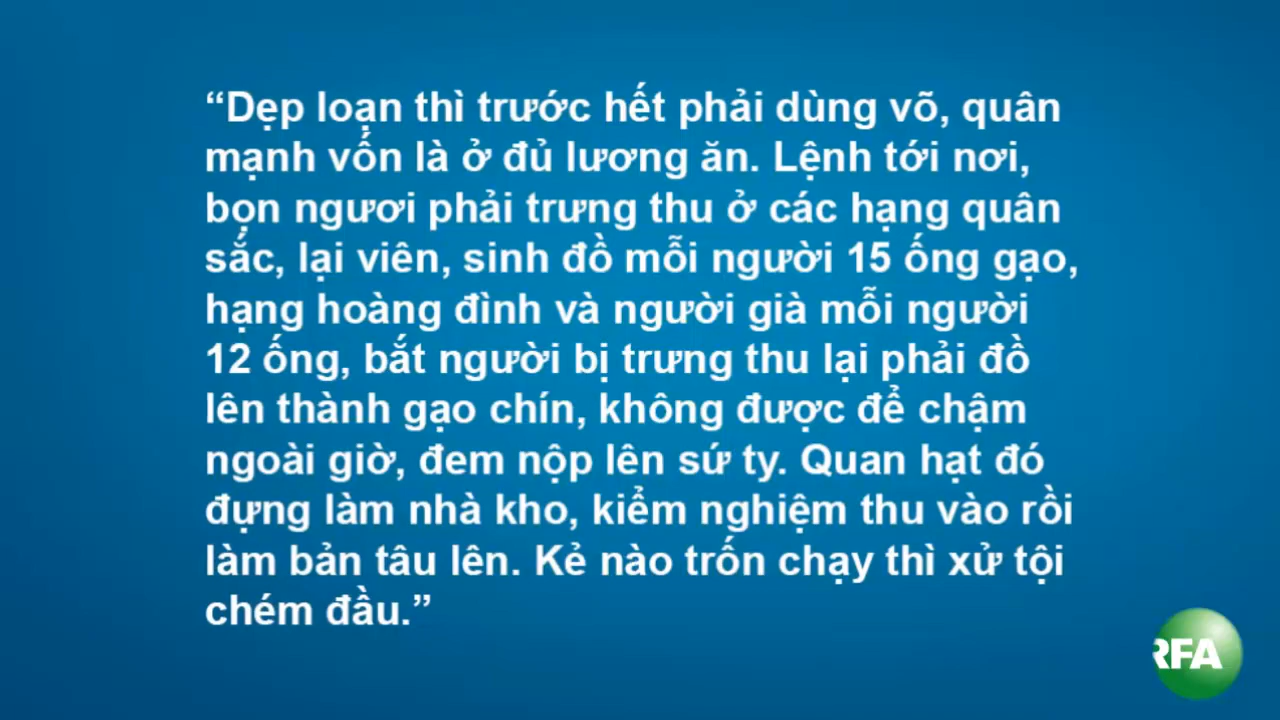 “Dẹp loạn thì trước hết phải dùng võ, quân
mạnh vốn là ở đủ lương ăn. Lệnh tới nơi,
bọn ngươi phải trưng thu ở các hạng quân
sắc, lại viên, sinh đồ mỗi người 15 ống gạo,
hạng hoàng đình và người già mỗi người
12 ống, bắt người bị trưng thu lại phải đồ
lên thành gạo chín, không được để chậm
ngoài giờ, đem nộp lên sứ ty. Quan hạt đó
đựng làm nhà kho, kiểm nghiệm thu vào rồi
làm bản tâu lên. Kẻ nào trốn chạy thì xử tội
chém đầu.”
RFA